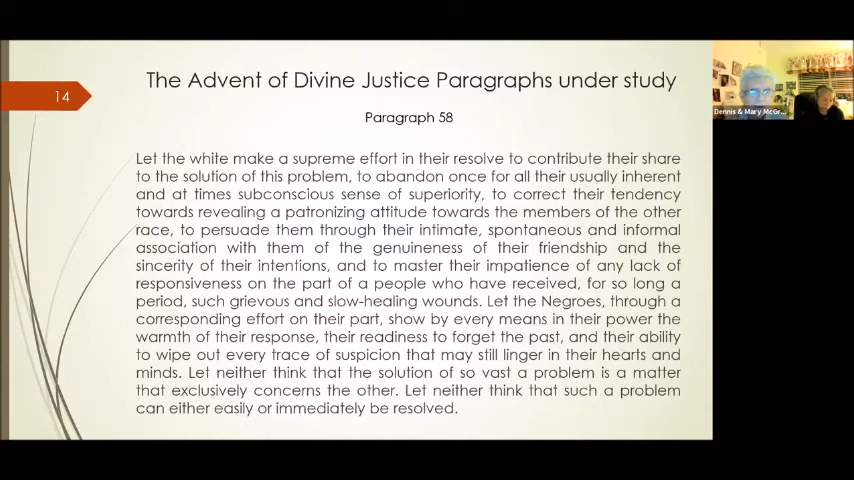 The Advent of Divine Justice Paragraphs under study
14
Paragraph 58
Let the white make a supreme effort in their resolve to contribute their share
to the solution of this problem, to abandon once for all their usually inherent
and at times subconscious sense of superiority, to correct their tendency
towards revealing a patronizing attitude towards the members of the other
race, to persuade them through their intimate, spontaneous and informal
association with them of the genuineness of their friendship and the
sincerity of their intentions, and to master their impatience of any lack of
responsiveness on the part of a people who have received, for so long a
period, such grievous and slow-healing wounds. Let the Negroes, through a
corresponding effort on their part, show by every means in their power the
warmth of their response, their readiness to forget the past, and their ability
to wipe out every trace of suspicion that may still linger in their hearts and
minds. Let neither think that the solution of so vast a problem is a matter
that exclusively concerns the other. Let neither think that such a problem
can either easily or immediately be resolved.
Dennis & Mary McGr...